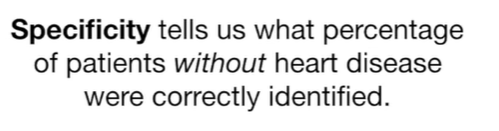 Specificity tells us what percentage
of patients without heart disease
were correctly identified.